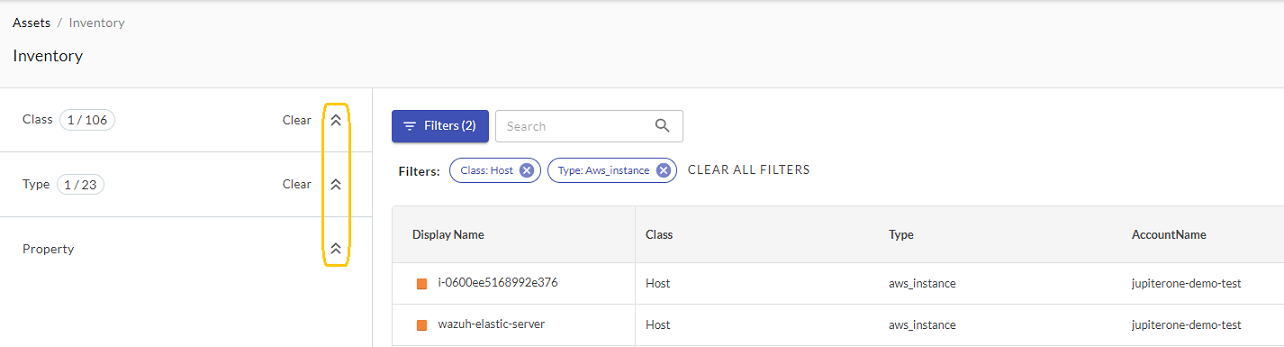 Assets / Inventory
Inventory
Class 1 / 106 Clear
Type 1 / 23 Clear
Property
Filters (2) Search
Filters: Class: Host Type: Aws_instance CLEAR ALL FILTERS
Display Name Class Type AccountName
i-0600ee5168992e376 Host aws_instance jupiterone-demo-test
wazuh-elastic-server Host aws_instance jupiterone-demo-test